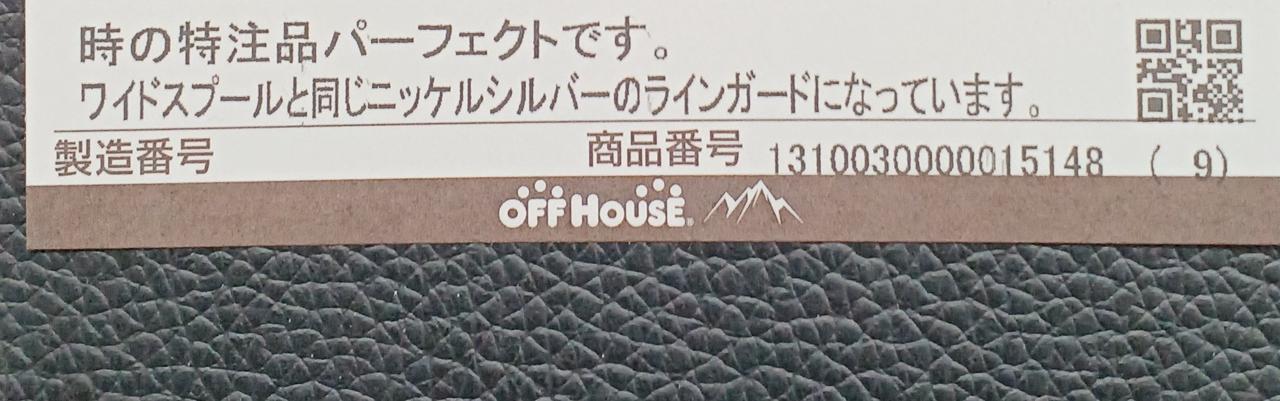 時の特注品パーフェクトです。
ワイドスプールと同じニッケルシルバーのラインガードになっています。
製造番号 商品番号 1310030000015148 ( 9)
OFF HOUSE